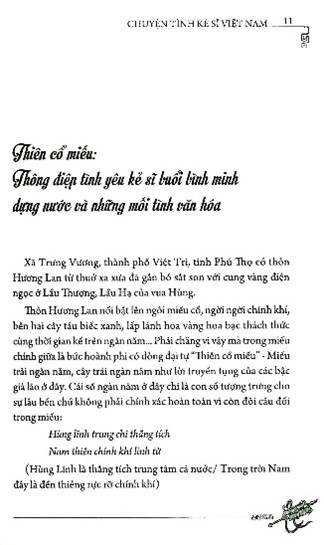 CHUYỆN TÌNH KẺ SĨ VIỆT NAM 11
Thiên cổ miếu:
Thông điệp tình yêu kẻ sĩ buổi bình minh
dựng nước và những mối tình văn hóa
Xã Trưng Vương, thành phố Việt Trì, tỉnh Phú Thọ có thôn
Hương Lan từ thuở xa xưa đã gắn bó sắt son với cung vàng điện
ngọc ở Lầu Thượng, Lầu Hạ của vua Hùng.
Thôn Hương Lan nổi bật lên ngôi miếu cổ, ngời ngời chính khí,
bên hai cây táu biếc xanh, lấp lánh hoa vàng hoa bạc thách thức
cùng thời gian kể trên ngàn năm... Phải chăng vì vậy mà trong miếu
chính giữa là bức hoành phi có dòng đại tự "Thiên cổ miếu" - Miếu
trải ngàn năm, cây trải ngàn năm như lời truyền tụng của các bậc
già lão ở đây. Cái số ngàn năm ở đây chỉ là con số tượng trưng cho
sự lâu bền chứ không phải chính xác hoàn toàn vì còn đôi câu đối
trong miếu:
Hùng lĩnh trung chi thắng tích
Nam thiên chính khí linh từ
(Hùng Lĩnh là thắng tích trung tâm cả nước/ Trong trời Nam
đây là đền thiêng rực rỡ chính khí)